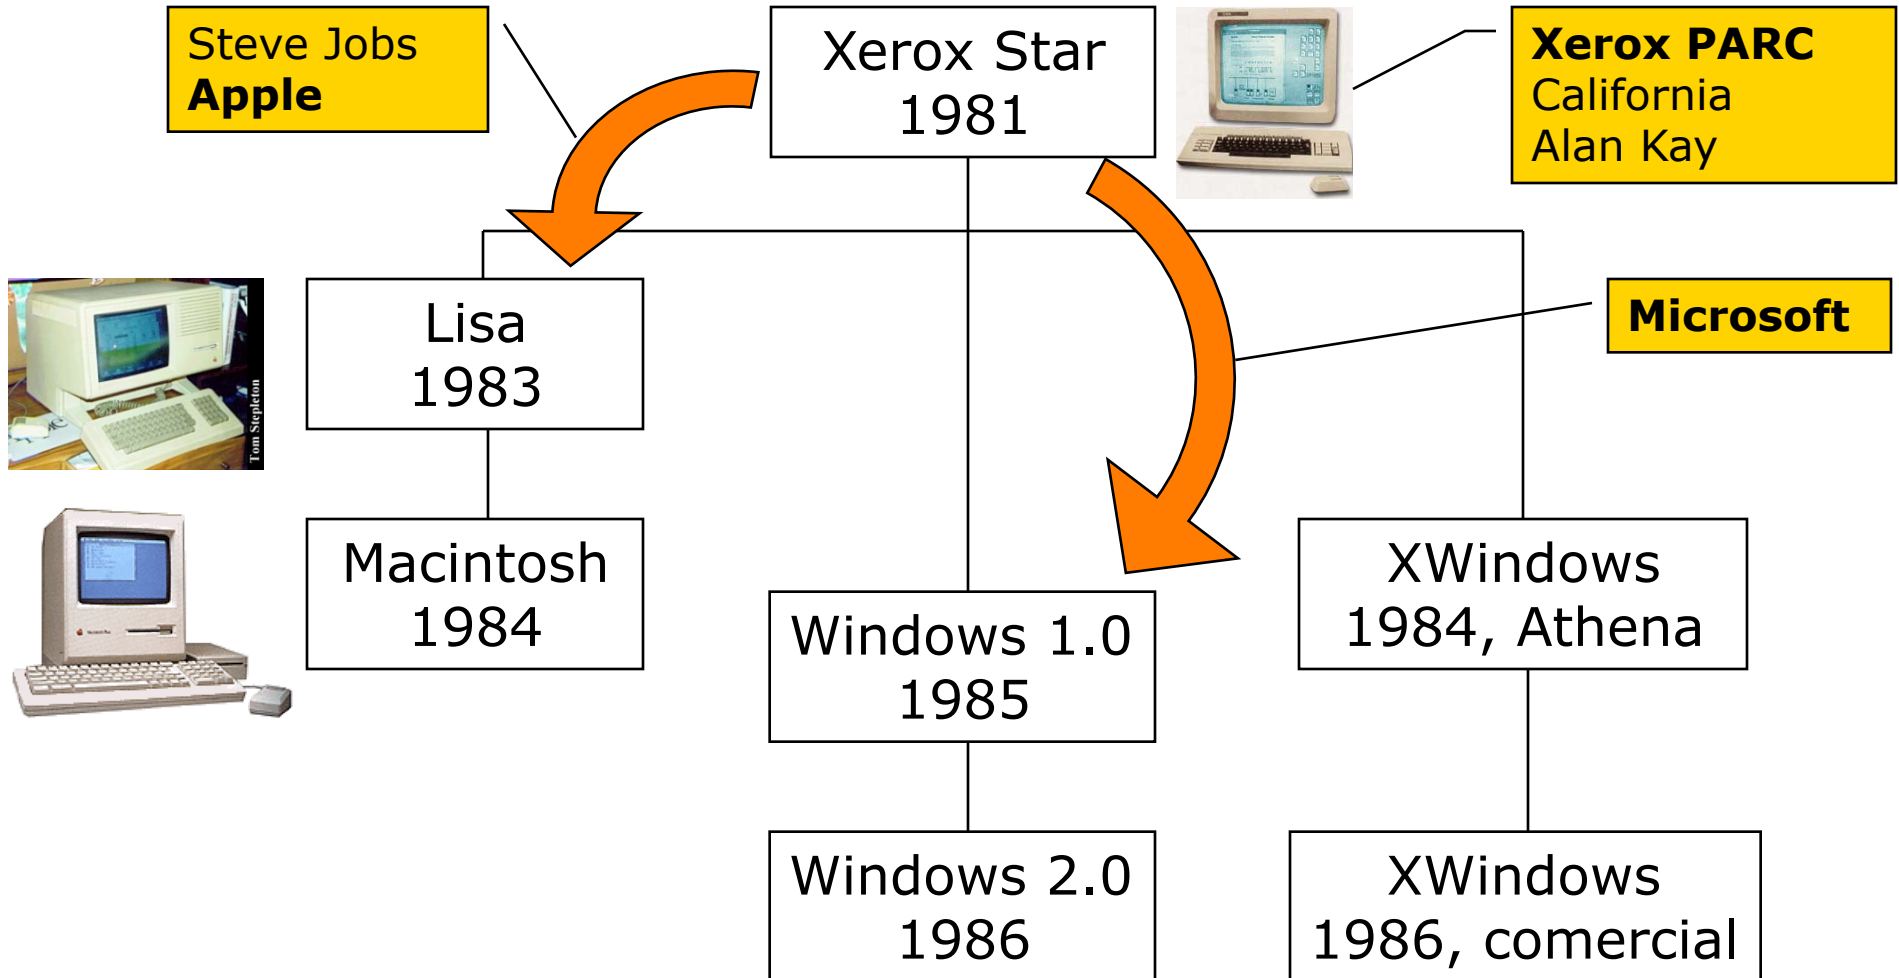 Steve Jobs
Apple
Xerox Star
1981
Xerox PARC
California
Alan Kay
Lisa
1983
Microsoft
Tom Stepleton
Macintosh
1984
XWindows
1984, Athena
Windows 1.0
1985
Windows 2.0
1986
XWindows
1986, comercial